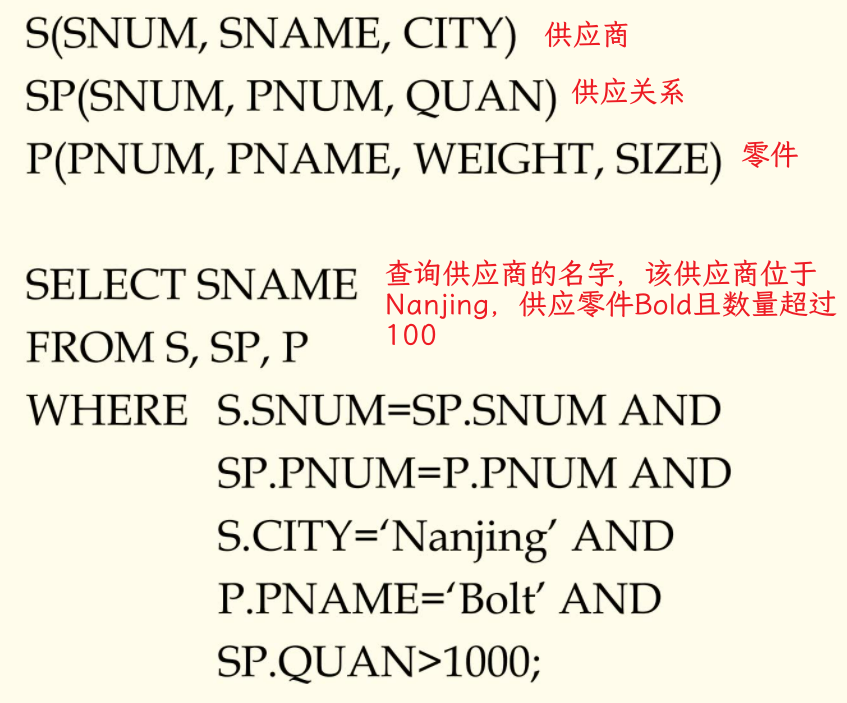 S(SNUM, SNAME, CITY) 供应商
SP(SNUM, PNUM, QUAN) 供应关系
P(PNUM, PNAME, WEIGHT, SIZE) 零件
SELECT SNAME
FROM S, SP, P
WHERE S.SNUM=SP.SNUM AND
SP.PNUM=P.PNUM AND
S.CITY=‘Nanjing’ AND
P.PNAME=‘Bolt’ AND
SP.QUAN>1000;
查询供应商的名字，该供应商位于
Nanjing，供应零件Bold且数量超过
100